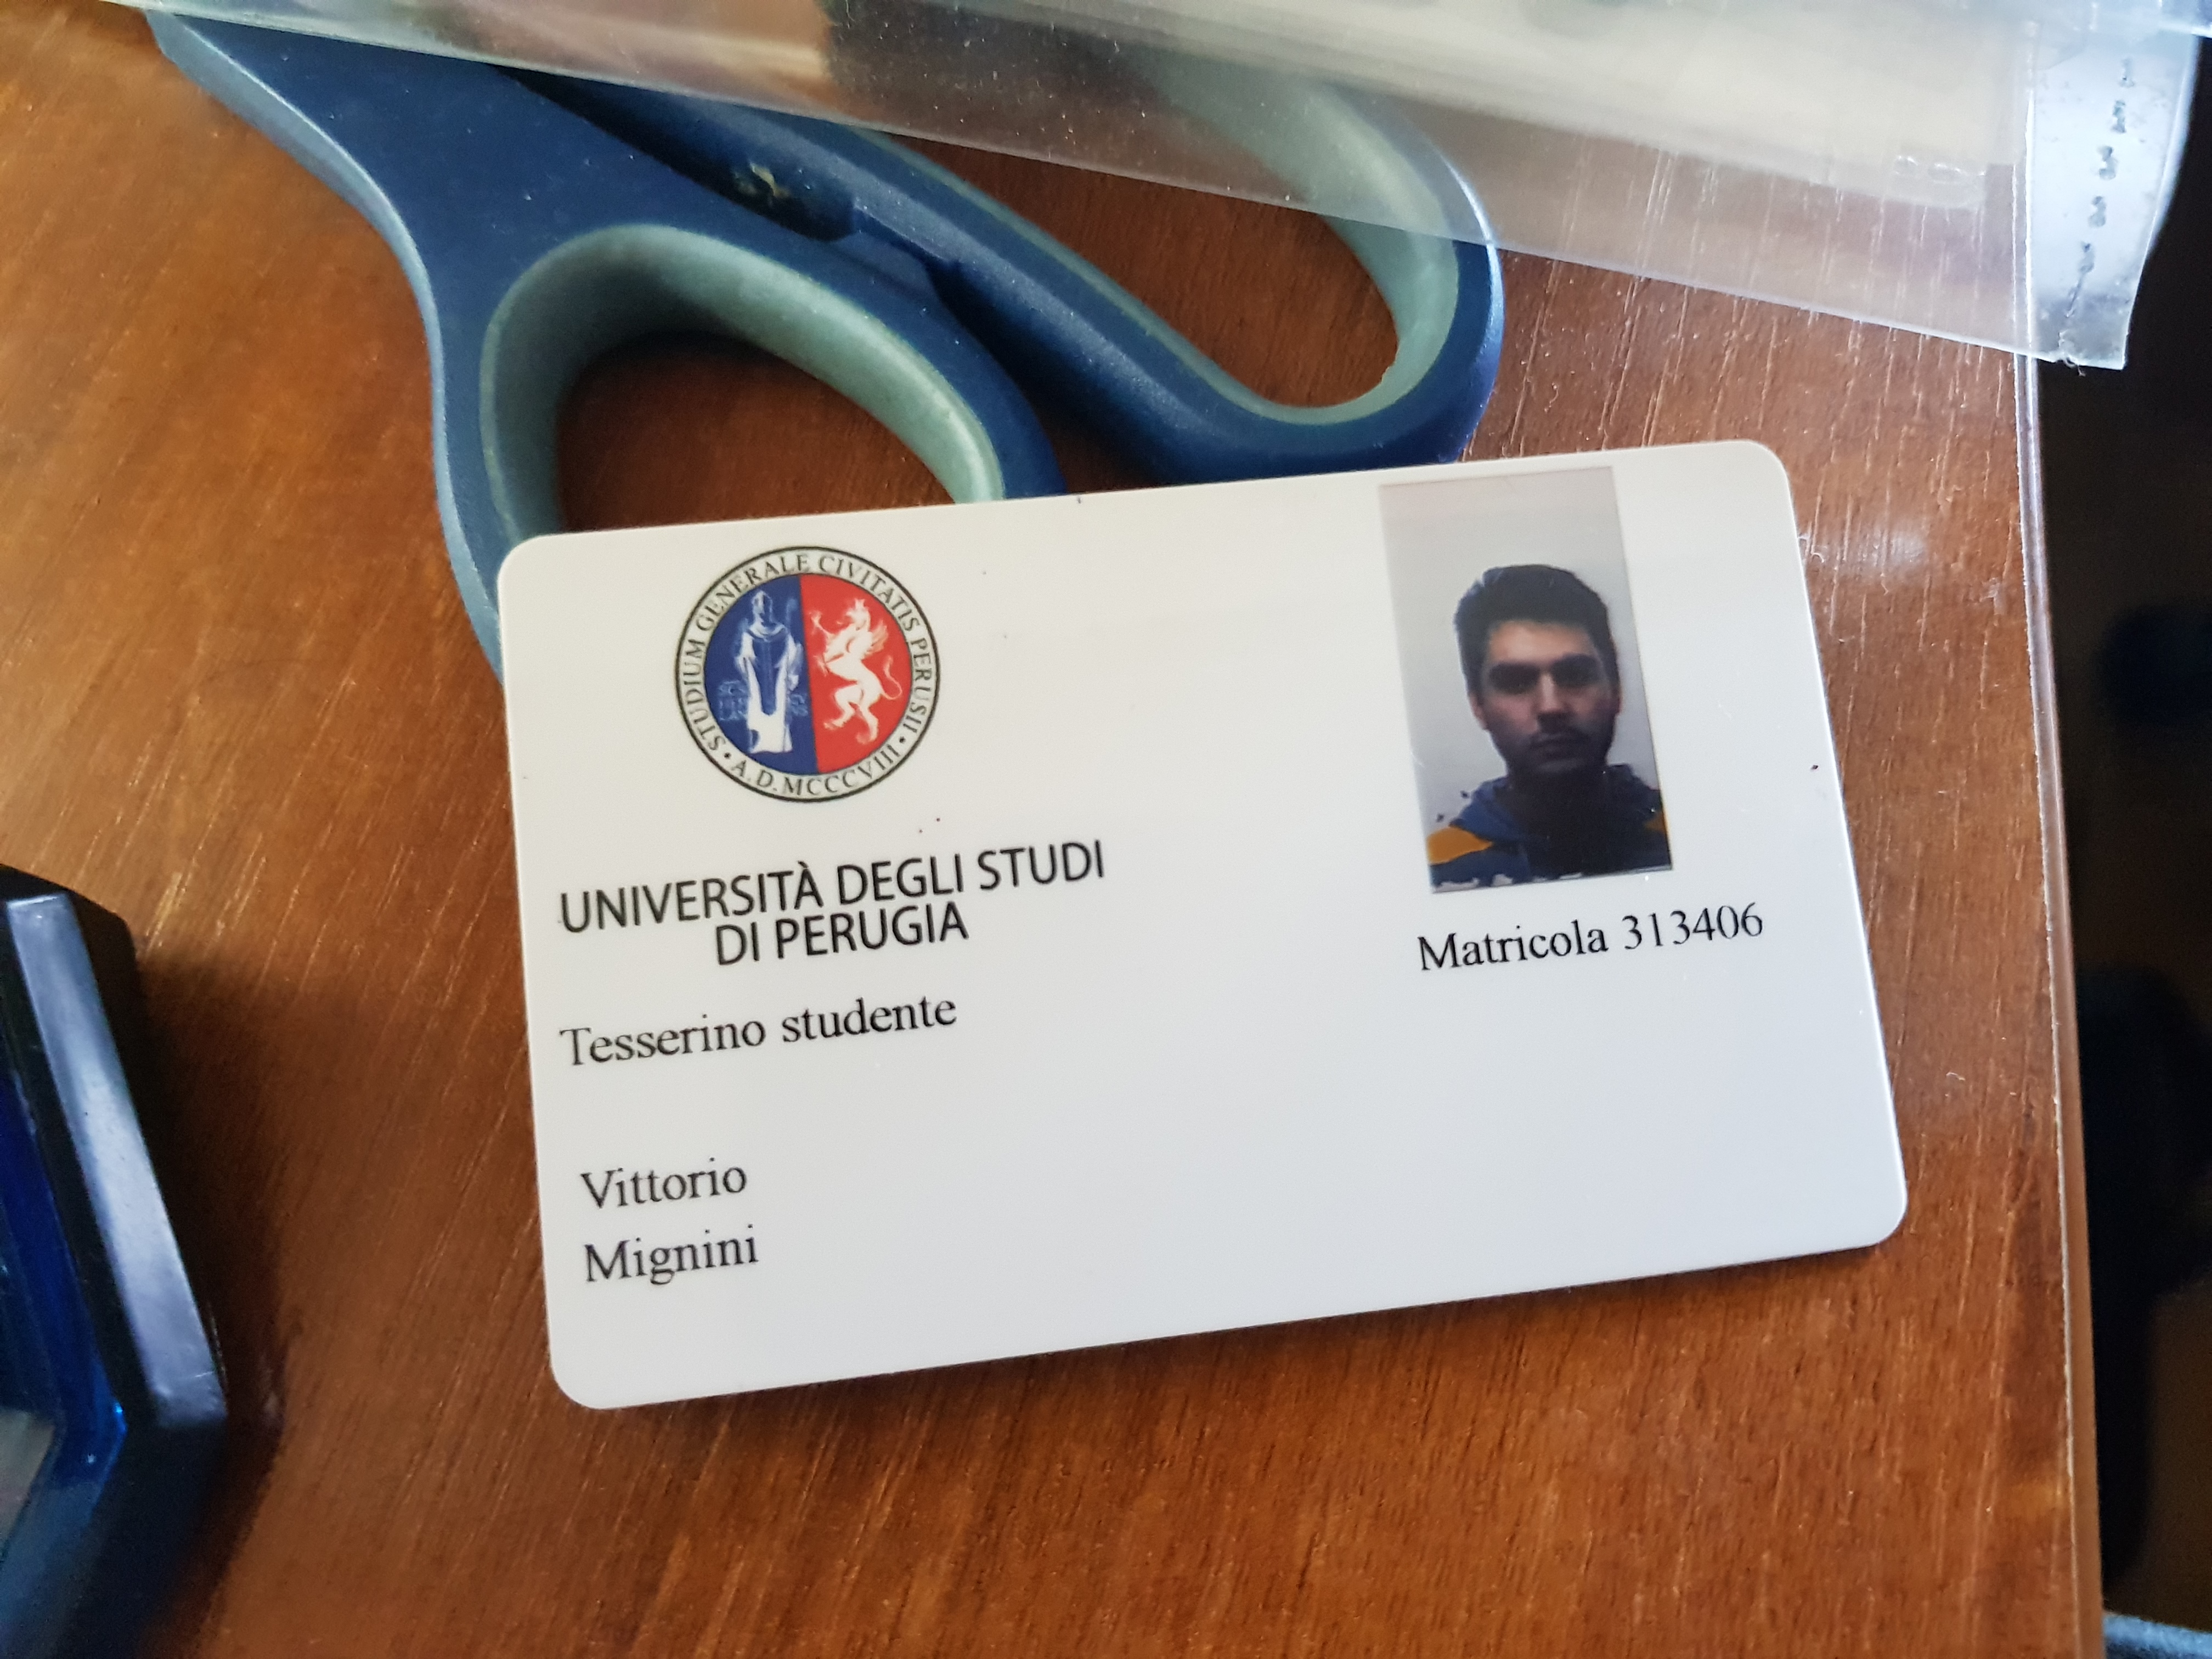 STUDIUM GENERALE CIVITATIS PERUSII • A.D. MCCCVIII •
UNIVERSITÀ DEGLI STUDI
DI PERUGIA
Tesserino studente
Vittorio
Mignini
Matricola 313406